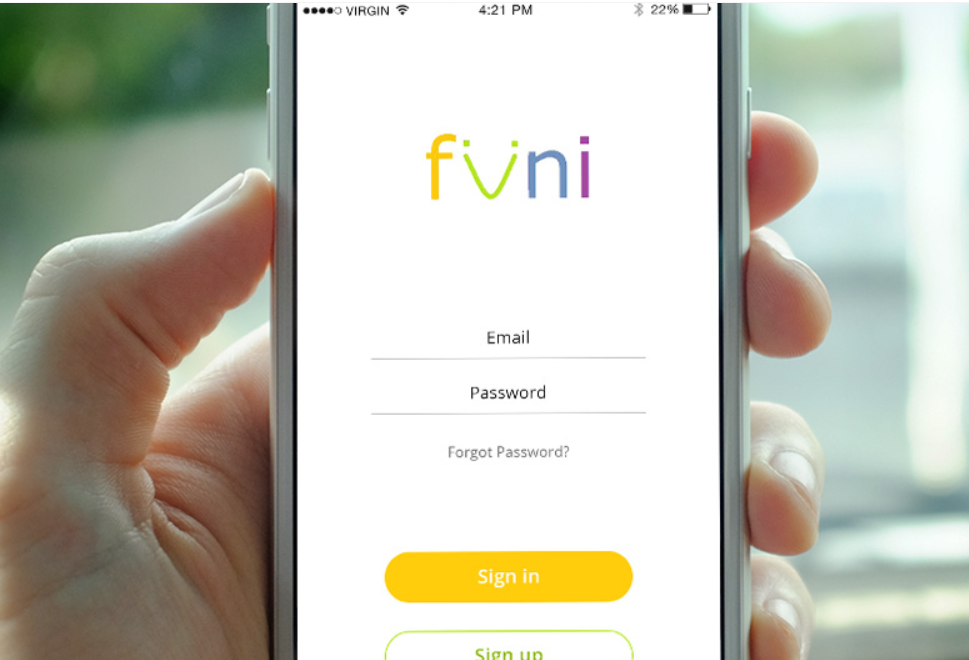 VIRGIN 4:21 PM 22%
funi
Email
Password
Forgot Password?
Sign in
Sign up